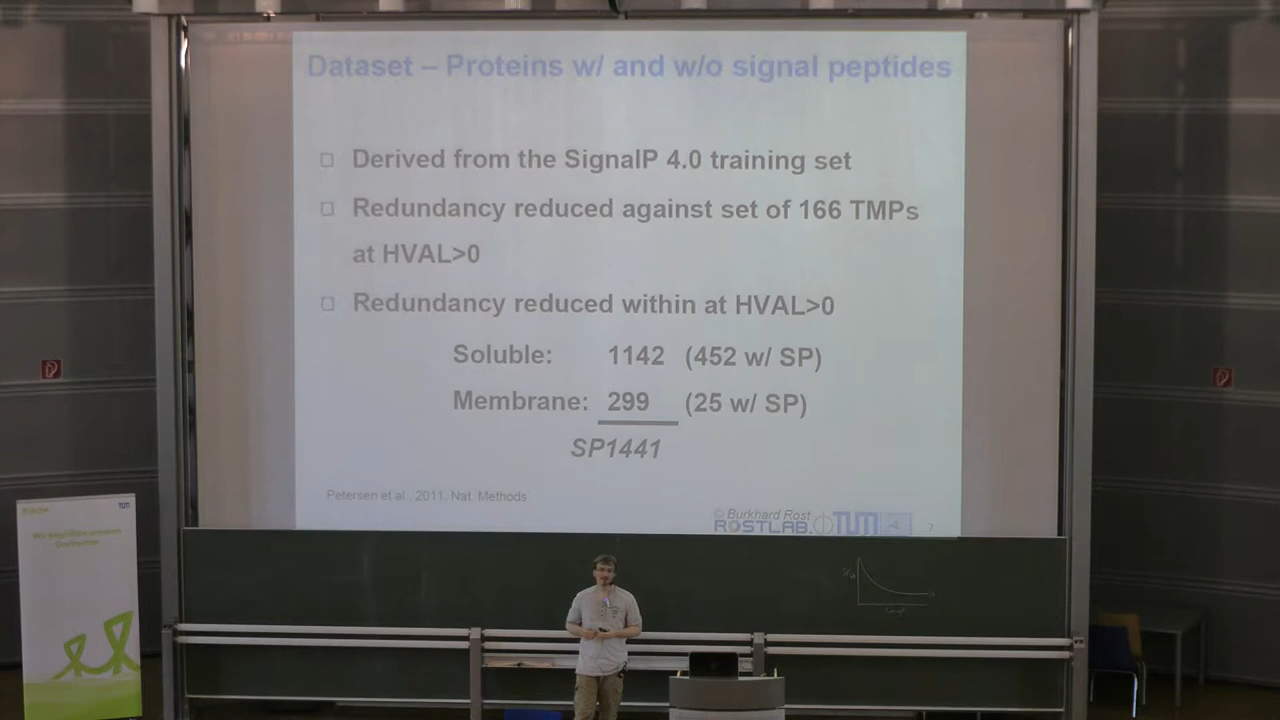 Dataset – Proteins w/ and w/o signal peptides
Derived from the SignalP 4.0 training set
Redundancy reduced against set of 166 TMPs
at HVAL>0
Redundancy reduced within at HVAL>0
Soluble: 1142 (452 w/ SP)
Membrane: 299 (25 w/ SP)
SP1441
Petersen et al., 2011, Nat. Methods
© Burkhard Rost
ROSTLAB.
TUM
7
TUM